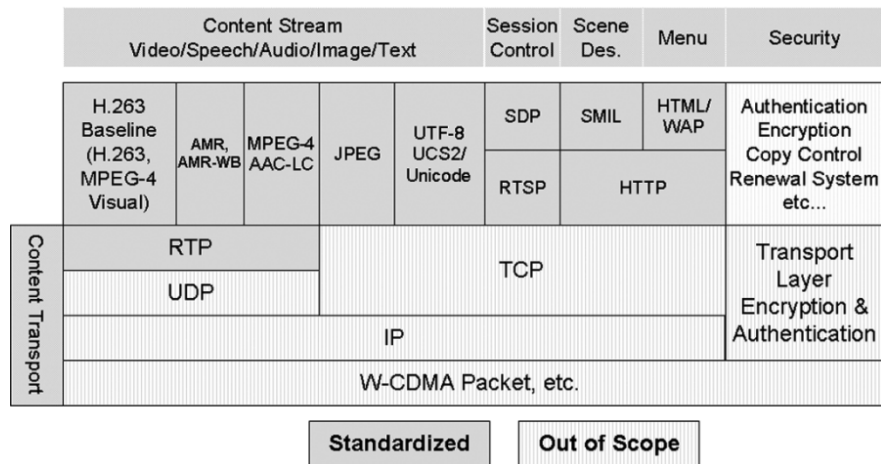 Content Stream
Video/Speech/Audio/Image/Text
Session
Control
Scene
Des.
Menu
Security
H.263
Baseline
(H.263,
MPEG-4
Visual)
AMR,
AMR-WB
MPEG-4
AAC-LC
JPEG
UTF-8
UCS2/
Unicode
SDP
SMIL
HTML/
WAP
RTSP
HTTP
Authentication
Encryption
Copy Control
Renewal System
etc...
Content Transport
RTP
UDP
TCP
IP
Transport
Layer
Encryption &
Authentication
W-CDMA Packet, etc.
Standardized
Out of Scope